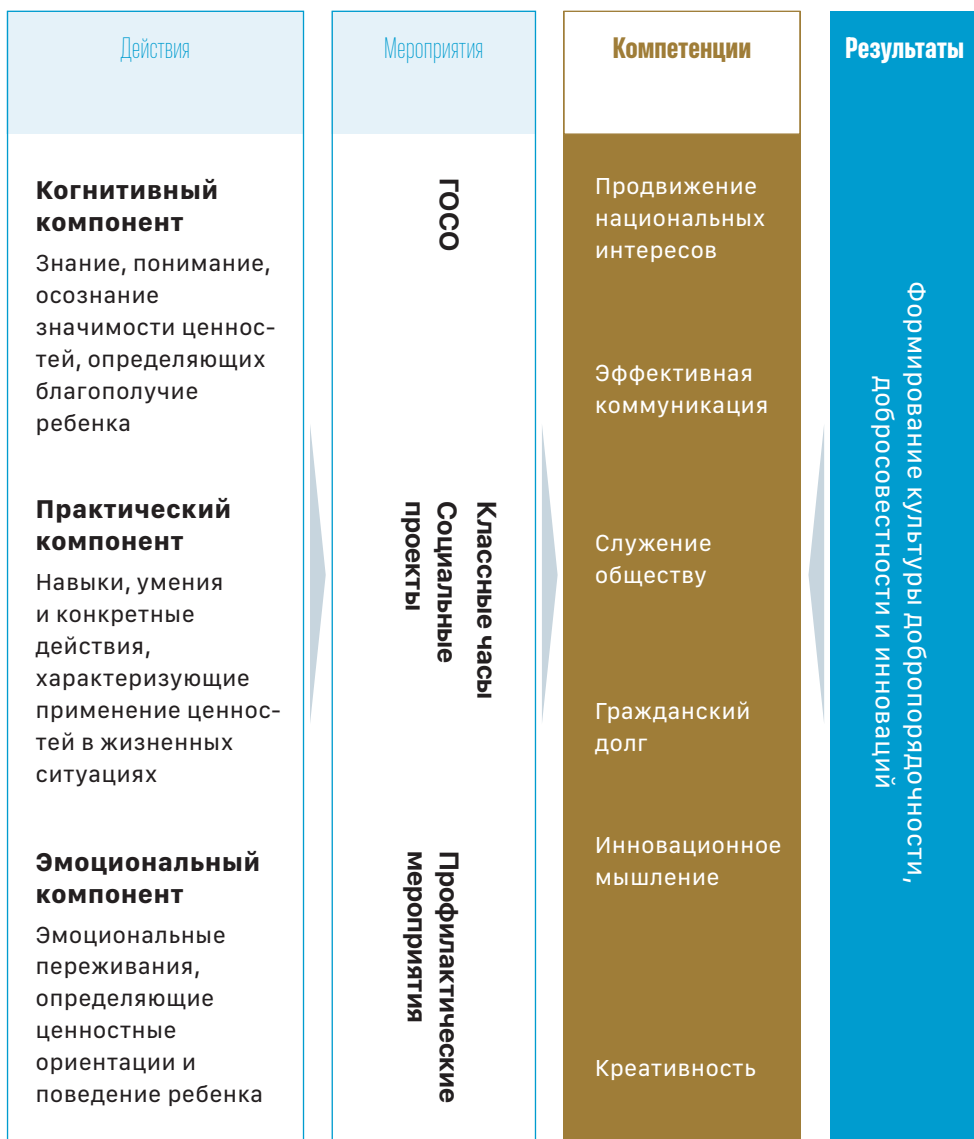 Действия
Когнитивный
компонент
Знание, понимание,
осознание
значимости ценнос-
тей, определяющих
благополучие
ребенка
Практический
компонент
Навыки, умения
и конкретные
действия,
характеризующие
применение ценнос-
тей в жизненных
ситуациях
Эмоциональный
компонент
Эмоциональные
переживания,
определяющие
ценностные
ориентации и
поведение ребенка
Мероприятия
ГОСО
Классные часы
Социальные
проекты
Профилактические
мероприятия
Компетенции
Продвижение
национальных
интересов
Эффективная
коммуникация
Служение
обществу
Гражданский
долг
Инновационное
мышление
Креативность
Результаты
Формирование культуры добропорядочности,
добросовестности и инноваций